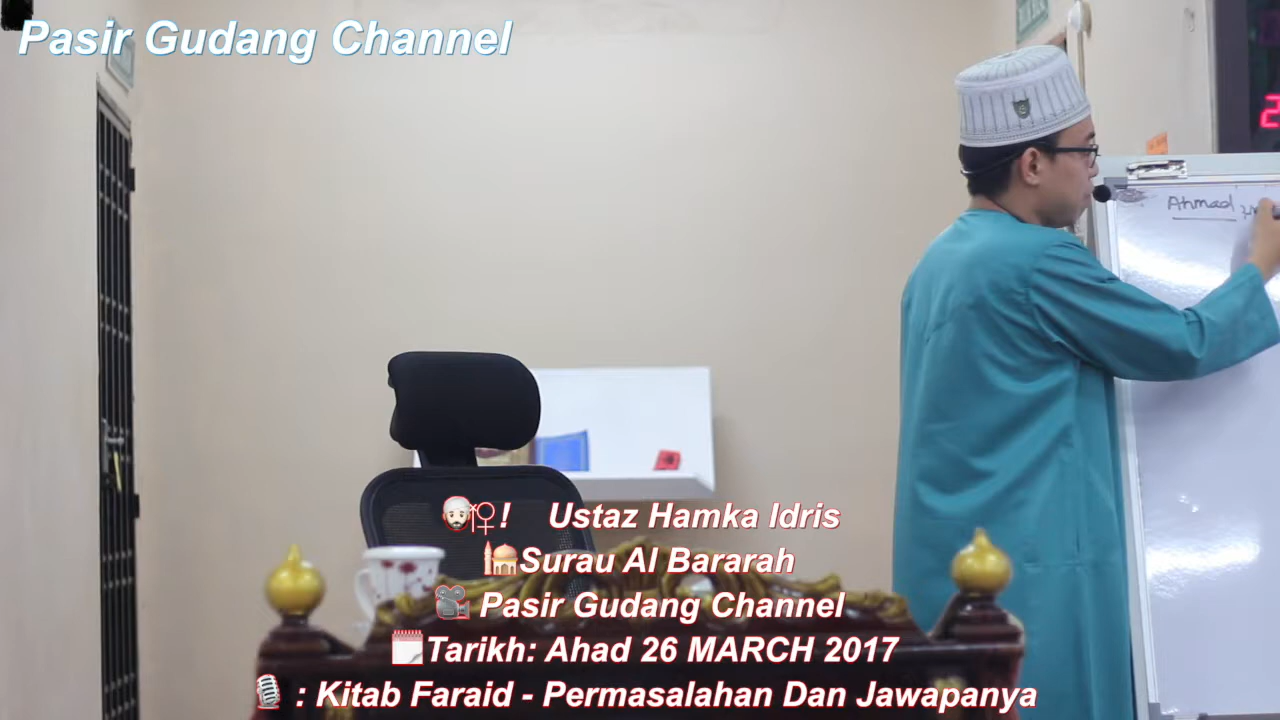 Pasir Gudang Channel
Ahmad
! Ustaz Hamka Idris
Surau Al Bararah
Pasir Gudang Channel
Tarikh: Ahad 26 MARCH 2017
: Kitab Faraid - Permasalahan Dan Jawapanya